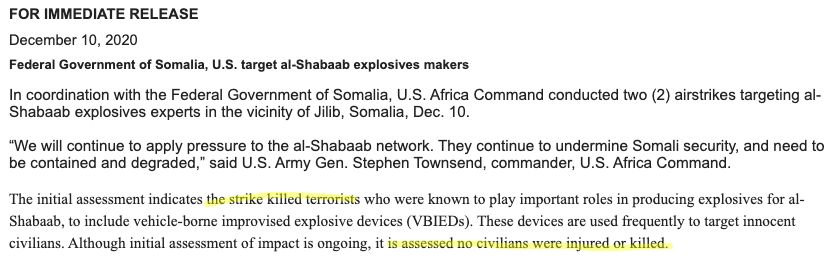 FOR IMMEDIATE RELEASE
December 10, 2020
Federal Government of Somalia, U.S. target al-Shabaab explosives makers
In coordination with the Federal Government of Somalia, U.S. Africa Command conducted two (2) airstrikes targeting al-
Shabaab explosives experts in the vicinity of Jilib, Somalia, Dec. 10.
“We will continue to apply pressure to the al-Shabaab network. They continue to undermine Somali security, and need to
be contained and degraded,” said U.S. Army Gen. Stephen Townsend, commander, U.S. Africa Command.
The initial assessment indicates the strike killed terrorists who were known to play important roles in producing explosives for al-
Shabaab, to include vehicle-borne improvised explosive devices (VBIEDs). These devices are used frequently to target innocent
civilians. Although initial assessment of impact is ongoing, it is assessed no civilians were injured or killed.